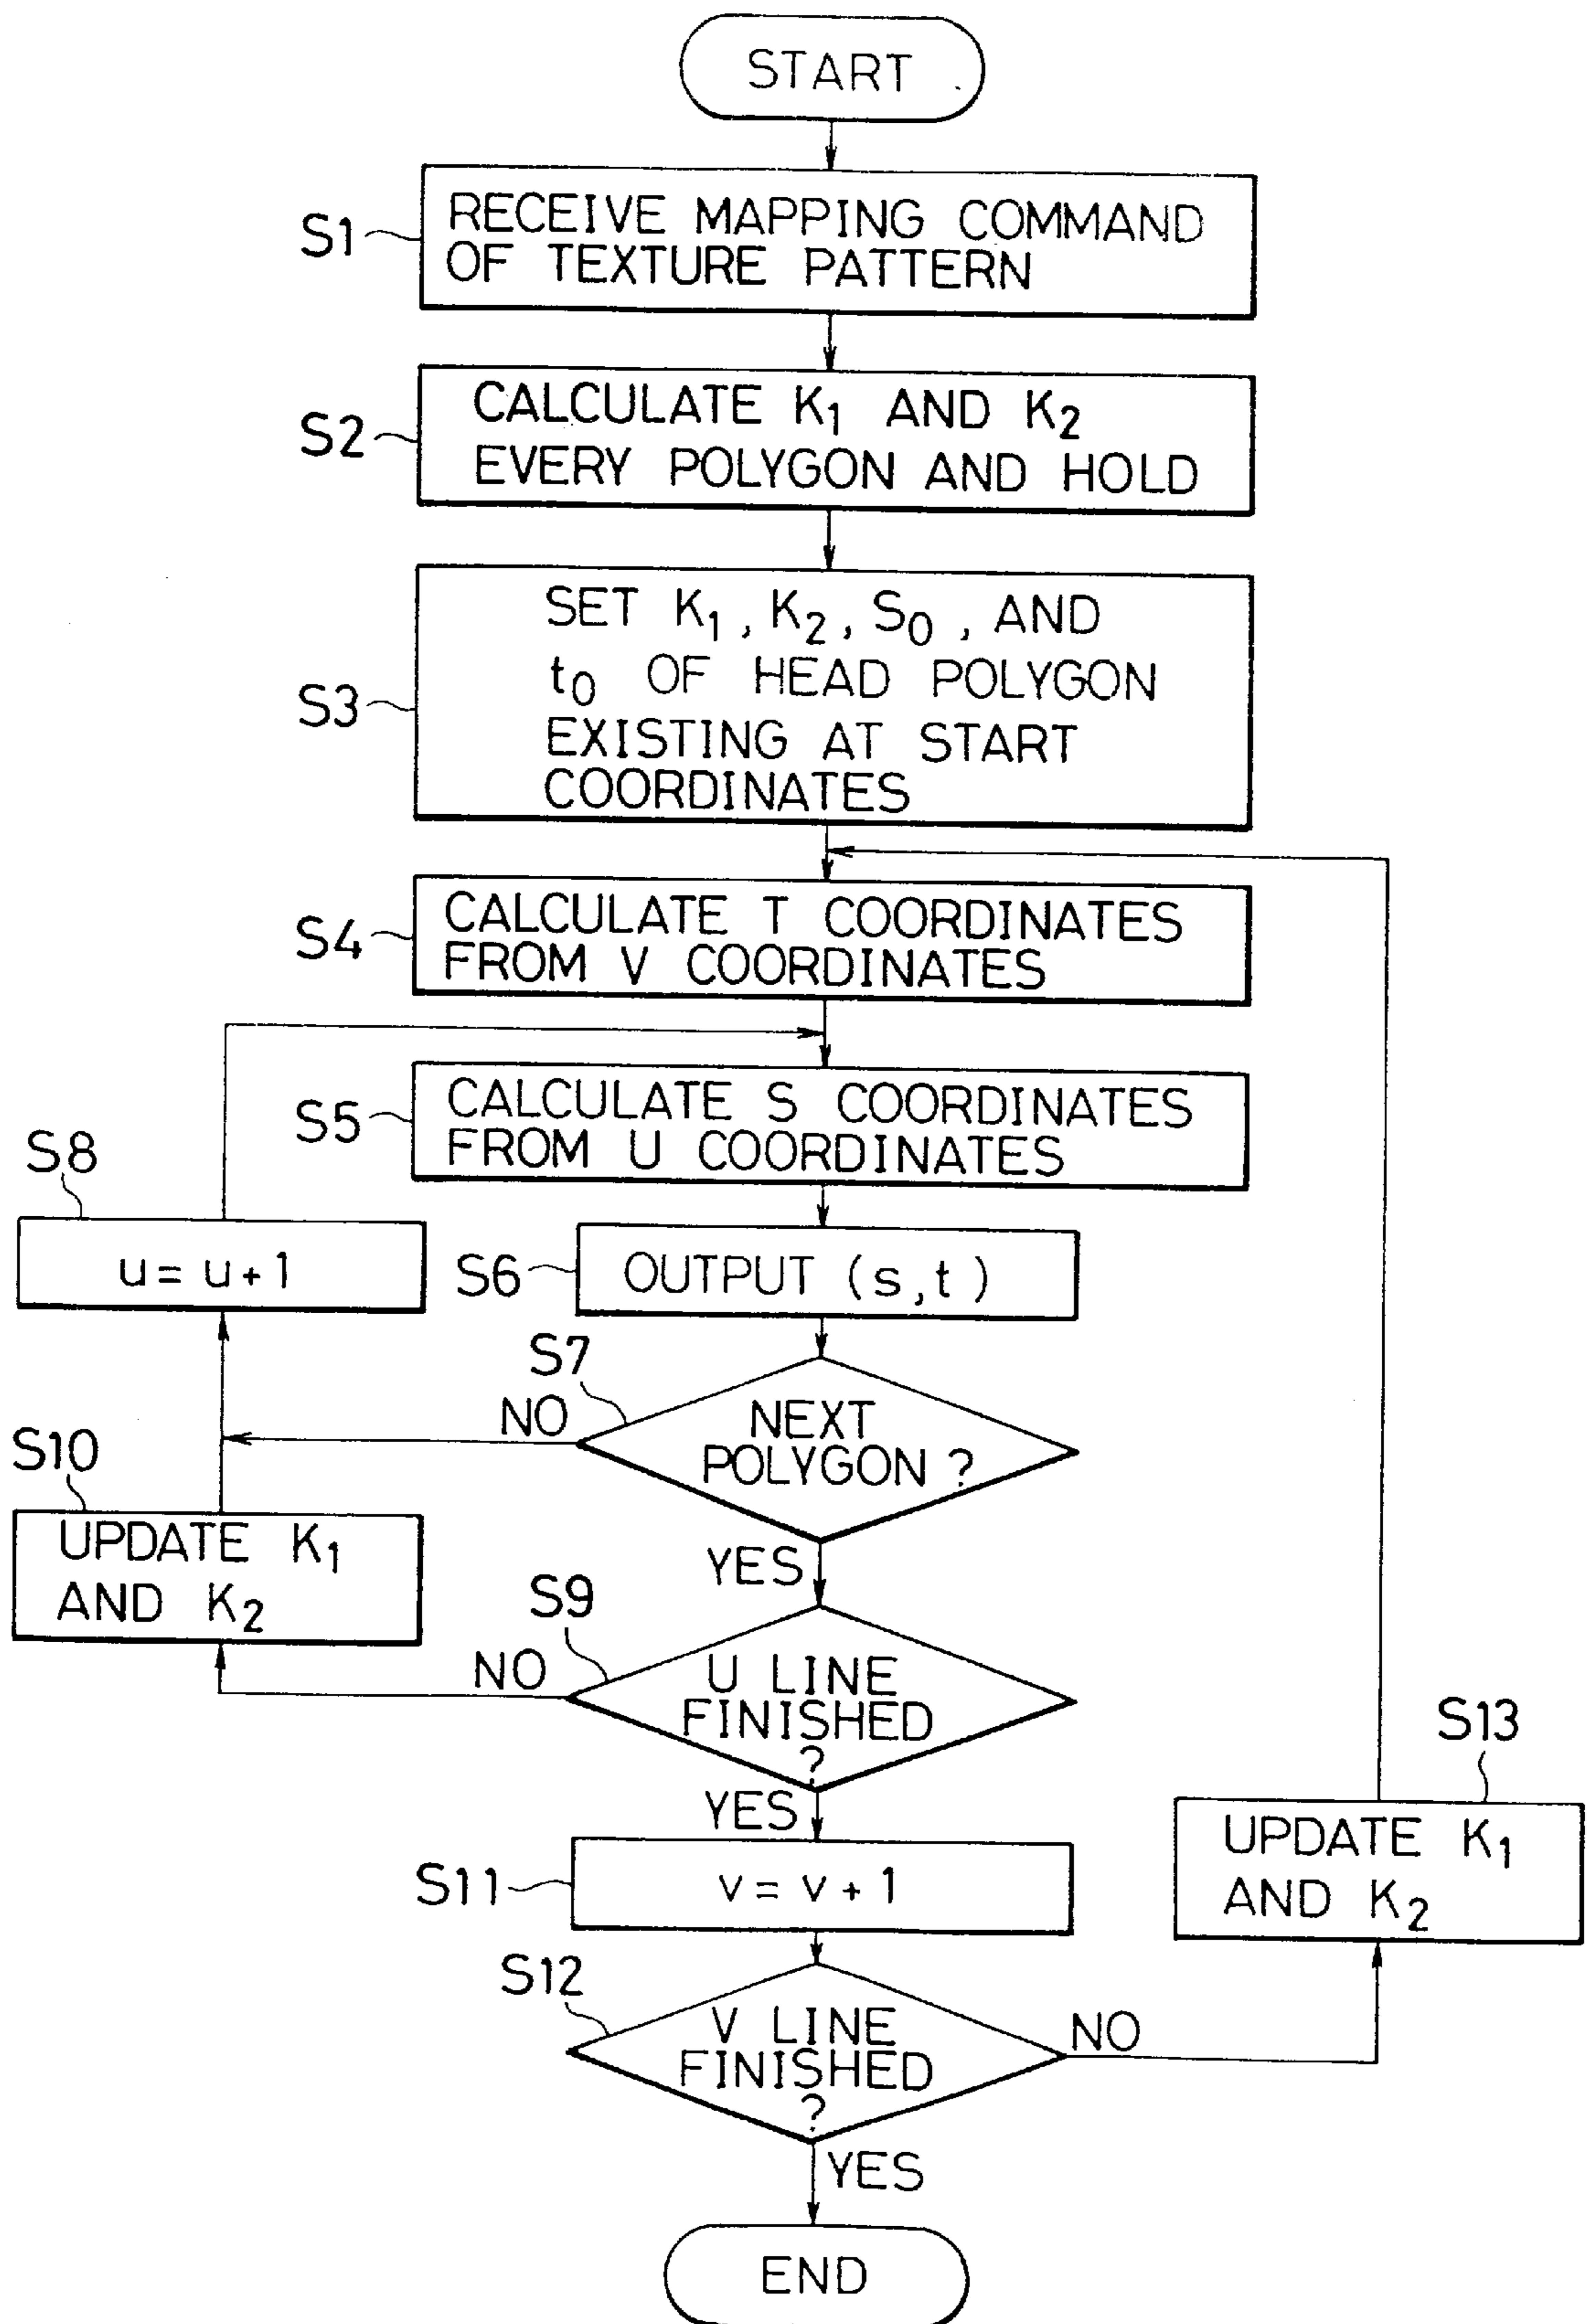 START
S1
RECEIVE MAPPING COMMAND
OF TEXTURE PATTERN
S2
CALCULATE K1 AND K2
EVERY POLYGON AND HOLD
S3
SET K1, K2, S0, AND
t0 OF HEAD POLYGON
EXISTING AT START
COORDINATES
S4
CALCULATE T COORDINATES
FROM V COORDINATES
S5
CALCULATE S COORDINATES
FROM U COORDINATES
S8
u = u + 1
S6
OUTPUT (s,t)
S7
NO
NEXT
POLYGON ?
YES
S10
UPDATE K1
AND K2
S9
NO
U LINE
FINISHED
?
YES
S11
v = v + 1
S13
UPDATE K1
AND K2
S12
V LINE
FINISHED
?
NO
YES
END